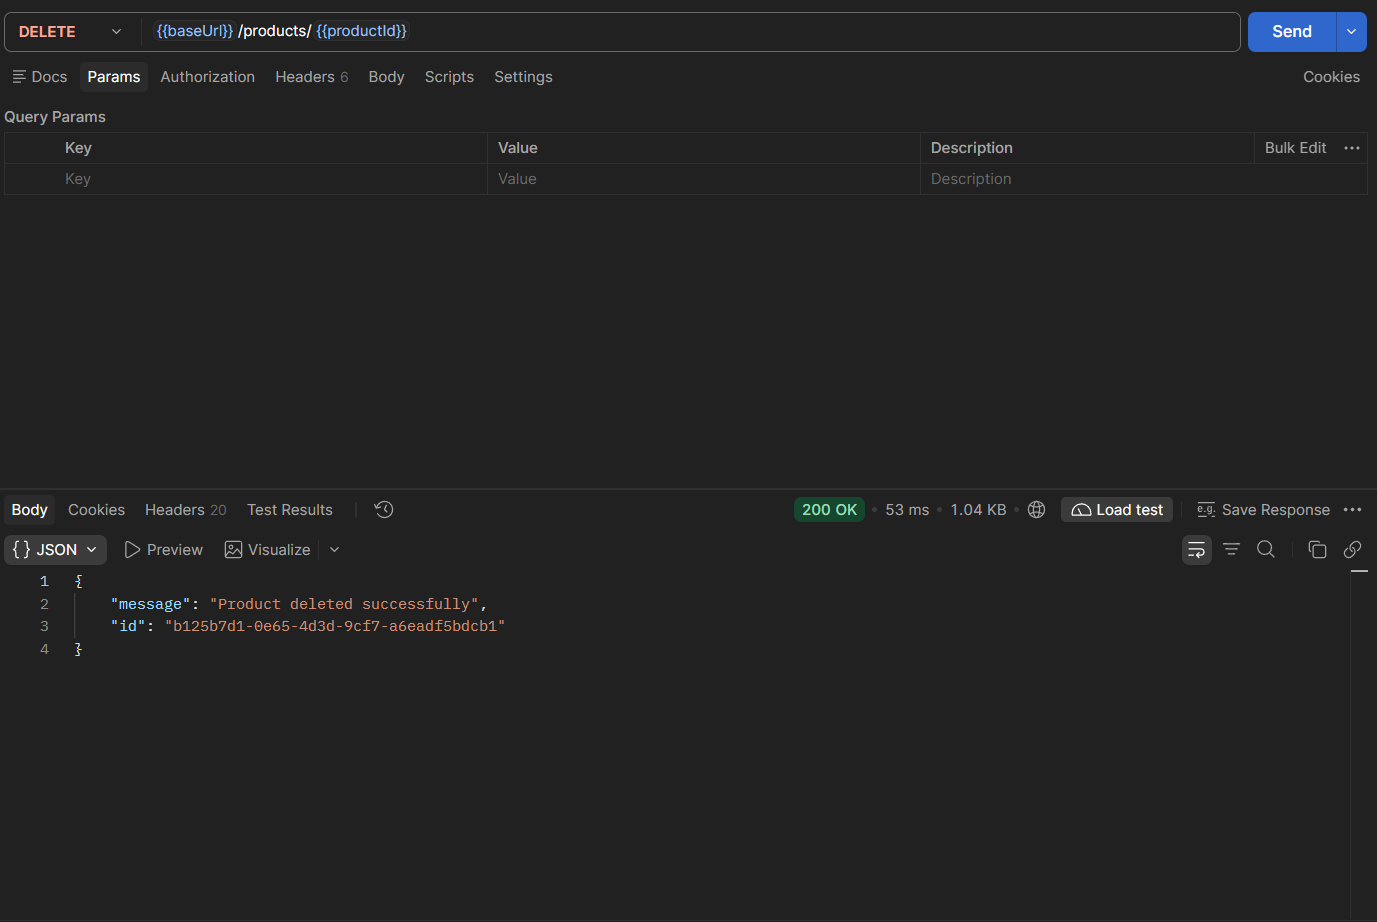 DELETE {{baseUrl}} /products/ {{productId}} Send
Docs Params Authorization Headers 6 Body Scripts Settings Cookies
Query Params
Key Value Description Bulk Edit
Key Value Description
Body Cookies Headers 20 Test Results 200 OK 53 ms 1.04 KB Load test e.g. Save Response
{} JSON Preview Visualize
1 {
2 "message": "Product deleted successfully",
3 "id": "b125b7d1-0e65-4d3d-9cf7-a6eadf5bdcb1"
4 }